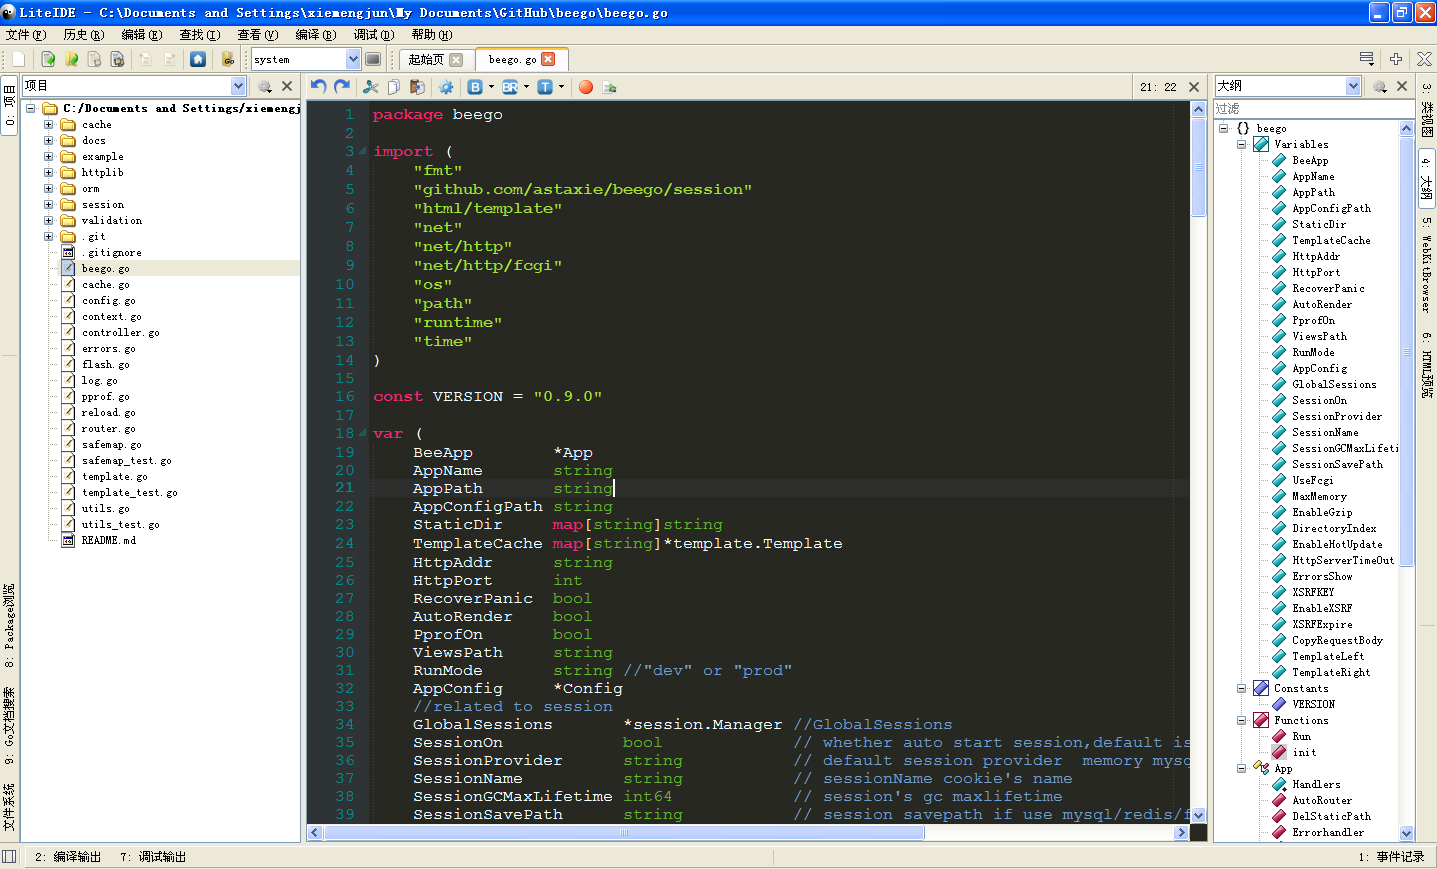 LiteIDE - C:\Documents and Settings\xiemengjun\My Documents\GitHub\beego\beego.go
文件(F) 历史(R) 编辑(E) 查找(I) 查看(V) 编译(B) 调试(D) 帮助(H)
system 起始页 beego.go
0: 项目
8: Package浏览
9: Go文档搜索
文件系统
项目
C:/Documents and Settings/xiemengj
cache
docs
example
httplib
orm
session
validation
.git
.gitignore
beego.go
cache.go
config.go
context.go
controller.go
errors.go
flash.go
log.go
pprof.go
reload.go
router.go
safemap.go
safemap_test.go
template.go
template_test.go
utils.go
utils_test.go
README.md
B BR T 21: 22
1 package beego
2
3 import (
4 "fmt"
5 "github.com/astaxie/beego/session"
6 "html/template"
7 "net"
8 "net/http"
9 "net/http/fcgi"
10 "os"
11 "path"
12 "runtime"
13 "time"
14 )
15
16 const VERSION = "0.9.0"
17
18 var (
19 BeeApp *App
20 AppName string
21 AppPath string
22 AppConfigPath string
23 StaticDir map[string]string
24 TemplateCache map[string]*template.Template
25 HttpAddr string
26 HttpPort int
27 RecoverPanic bool
28 AutoRender bool
29 PprofOn bool
30 ViewsPath string
31 RunMode string //"dev" or "prod"
32 AppConfig *Config
33 //related to session
34 GlobalSessions *session.Manager //GlobalSessions
35 SessionOn bool // whether auto start session,default is
36 SessionProvider string // default session provider memory mysq
37 SessionName string // sessionName cookie's name
38 SessionGCMaxLifetime int64 // session's gc maxlifetime
39 SessionSavePath string // session savepath if use mysql/redis/f
大纲
过滤
{} beego
Variables
BeeApp
AppName
AppPath
AppConfigPath
StaticDir
TemplateCache
HttpAddr
HttpPort
RecoverPanic
AutoRender
PprofOn
ViewsPath
RunMode
AppConfig
GlobalSessions
SessionOn
SessionProvider
SessionName
SessionGCMaxLifeti
SessionSavePath
UseFcgi
MaxMemory
EnableGzip
DirectoryIndex
EnableHotUpdate
HttpServerTimeOut
ErrorsShow
XSRFKEY
EnableXSRF
XSRFExpire
CopyRequestBody
TemplateLeft
TemplateRight
Constants
VERSION
Functions
Run
init
App
Handlers
AutoRouter
DelStaticPath
Errorhandler
3: 类视图
4: 大纲
5: WebKitBrowser
6: HTML预览
2: 编译输出 7: 调试输出 1: 事件记录